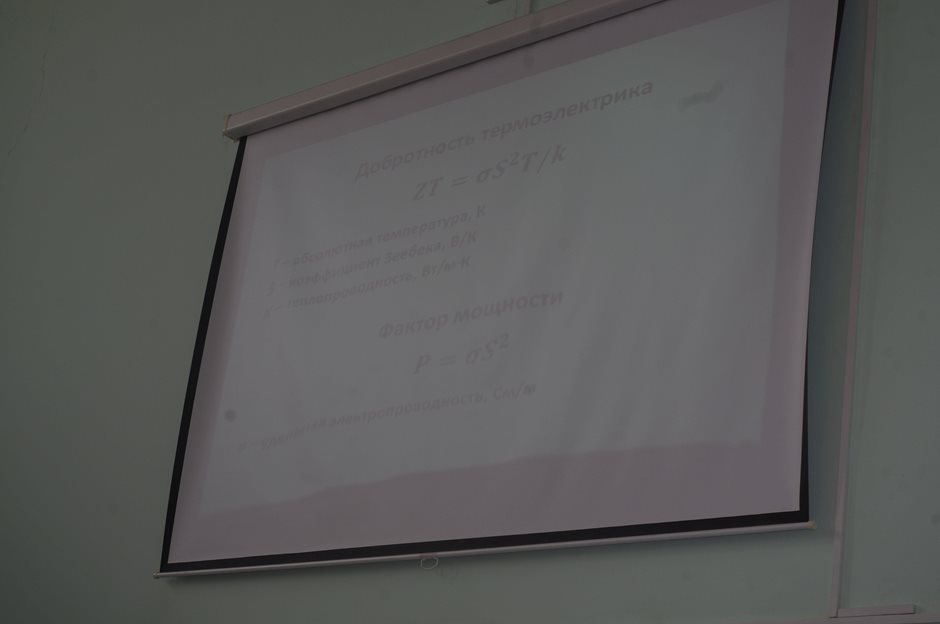 Добротность термоэлектрика
ZT = σS²T/k
T – абсолютная температура, К
S – коэффициент Зеебека, В/К
k – теплопроводность, Вт/м·К
Фактор мощности
P = σS²
σ – удельная электропроводность, См/м